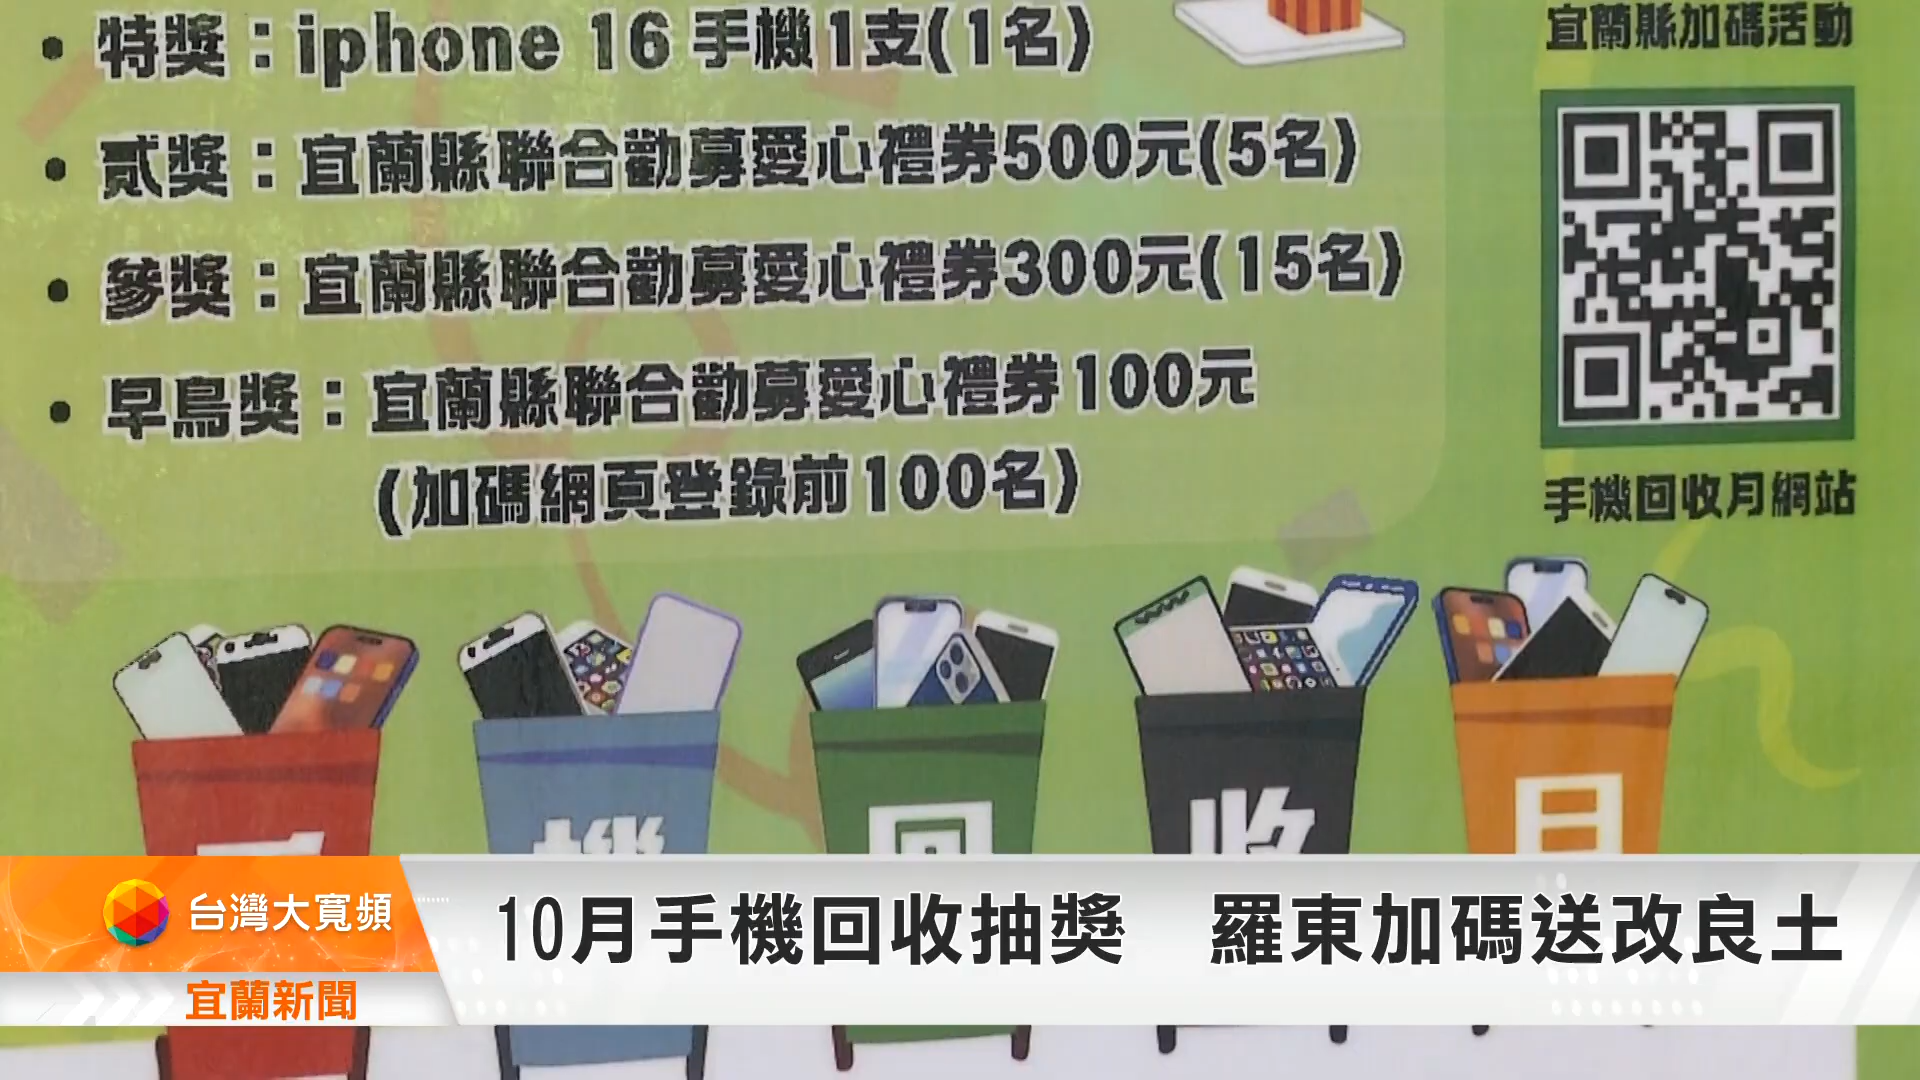 • 特獎：iphone 16 手機1支(1名)
• 貳獎：宜蘭縣聯合勸募愛心禮券500元(5名)
• 參獎：宜蘭縣聯合勸募愛心禮券300元(15名)
• 早鳥獎：宜蘭縣聯合勸募愛心禮券100元
(加碼網頁登錄前100名)
宜蘭縣加碼活動
手機回收月網站
手 機 回 收 月
台灣大寬頻
宜蘭新聞
10月手機回收抽獎 羅東加碼送改良土